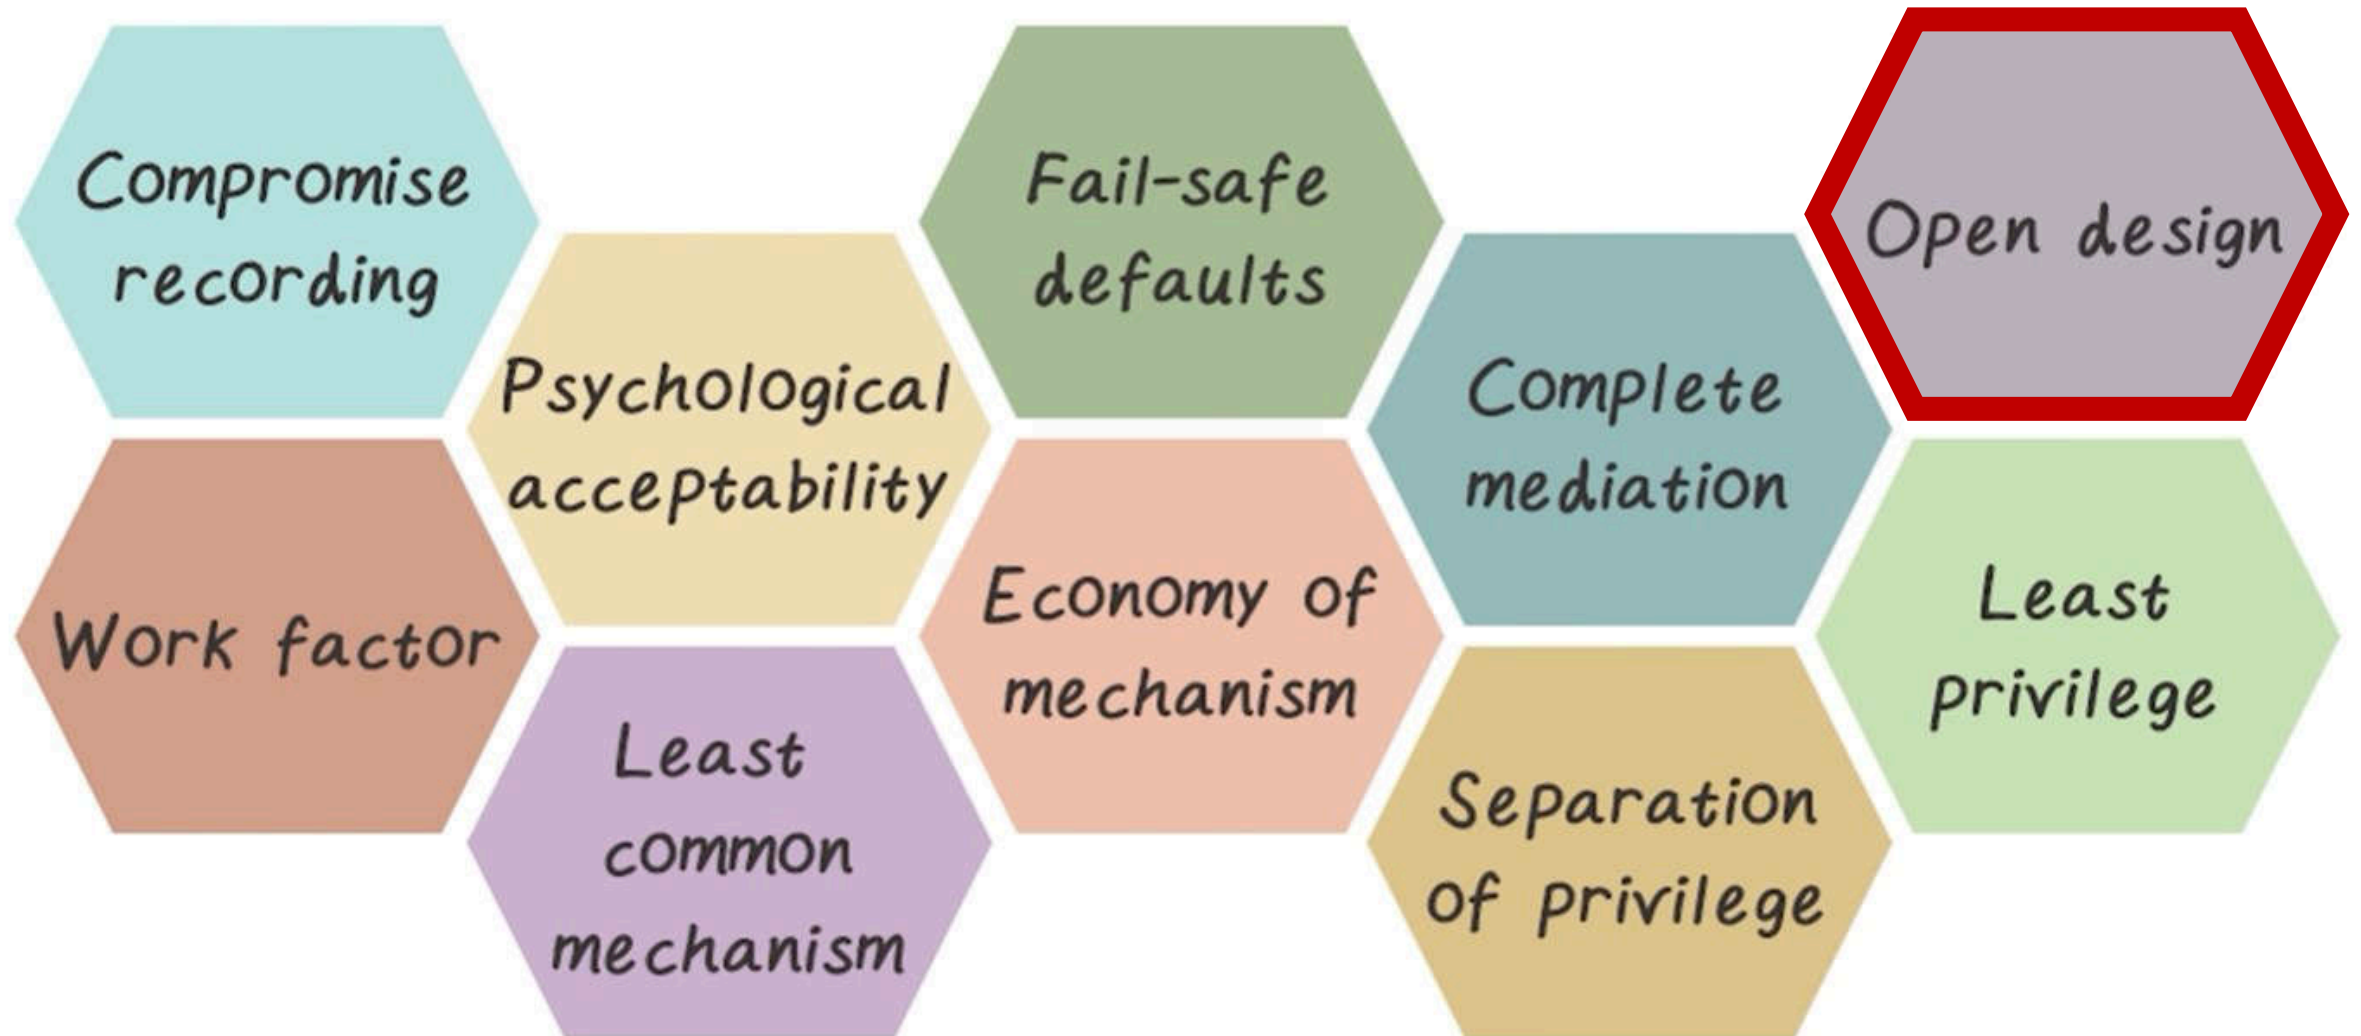 Compromise
recording
Fail-safe
defaults
Open design
Psychological
acceptability
Complete
mediation
Work factor
Economy of
mechanism
Least
privilege
Least
common
mechanism
Separation
of privilege